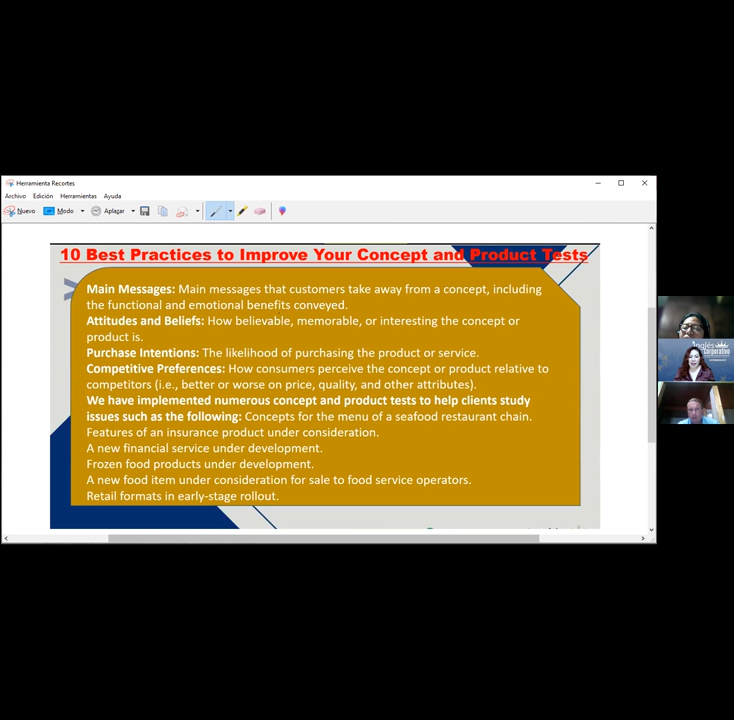 Herramienta Recortes
Archivo Edición Herramientas Ayuda
Nuevo Modo Aplazar
10 Best Practices to Improve Your Concept and Product Tests
Main Messages: Main messages that customers take away from a concept, including
the functional and emotional benefits conveyed.
Attitudes and Beliefs: How believable, memorable, or interesting the concept or
product is.
Purchase Intentions: The likelihood of purchasing the product or service.
Competitive Preferences: How consumers perceive the concept or product relative to
competitors (i.e., better or worse on price, quality, and other attributes).
We have implemented numerous concept and product tests to help clients study
issues such as the following: Concepts for the menu of a seafood restaurant chain.
Features of an insurance product under consideration.
A new financial service under development.
Frozen food products under development.
A new food item under consideration for sale to food service operators.
Retail formats in early-stage rollout.
Inglés
corporativo